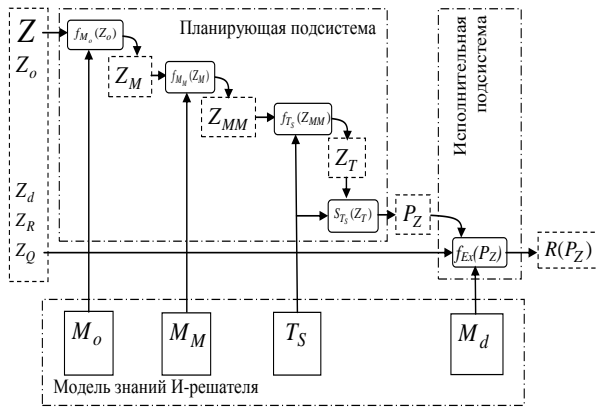 Планирующая подсистема
Исполнительная подсистема
Z
Z_o
Z_d
Z_R
Z_Q
f_{M_o}(Z_o)
Z_M
f_{M_M}(Z_M)
Z_{MM}
f_{T_S}(Z_{MM})
Z_T
S_{T_S}(Z_T)
P_Z
f_{Ex}(P_Z)
R(P_Z)
M_o
M_M
T_S
M_d
Модель знаний И-решателя